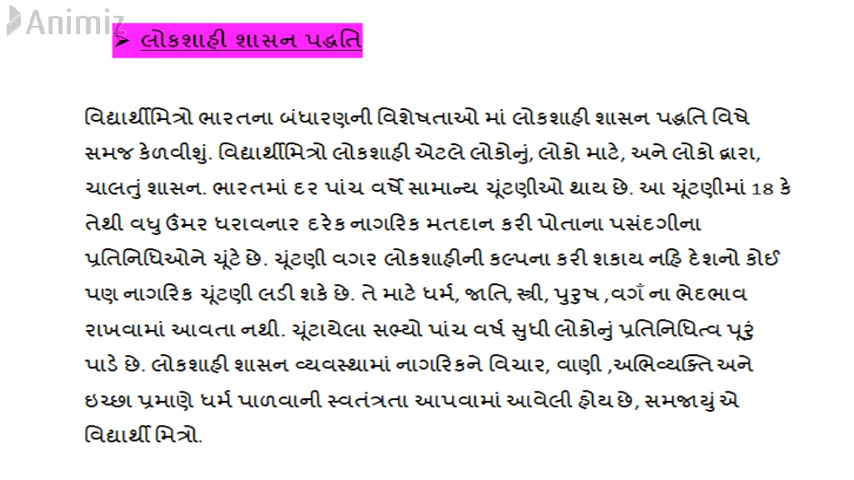 Animiz
➢ લોકશાહી શાસન પદ્ધતિ
વિદ્યાર્થીમિત્રો ભારતના બંધારણની વિશેષતાઓ માં લોકશાહી શાસન પદ્ધતિ વિષે
સમજ કેળવીશું. વિદ્યાર્થીમિત્રો લોકશાહી એટલે લોકોનું, લોકો માટે, અને લોકો દ્વારા,
ચાલતું શાસન. ભારતમાં દર પાંચ વર્ષે સામાન્ય ચૂંટણીઓ થાય છે. આ ચૂંટણીમાં 18 કે
તેથી વધુ ઉંમર ધરાવનાર દરેક નાગરિક મતદાન કરી પોતાના પસંદગીના
પ્રતિનિધિઓને ચૂંટે છે. ચૂંટણી વગર લોકશાહીની કલ્પના કરી શકાય નહિ દેશનો કોઈ
પણ નાગરિક ચૂંટણી લડી શકે છે. તે માટે ધર્મ, જાતિ, સ્ત્રી, પુરુષ ,વગઁ ના ભેદભાવ
રાખવામાં આવતા નથી. ચૂંટાયેલા સભ્યો પાંચ વર્ષ સુધી લોકોનું પ્રતિનિધિત્વ પૂરું
પાડે છે. લોકશાહી શાસન વ્યવસ્થામાં નાગરિકને વિચાર, વાણી ,અભિવ્યક્તિ અને
ઇચ્છા પ્રમાણે ધર્મ પાળવાની સ્વતંત્રતા આપવામાં આવેલી હોય છે, સમજાયું એ
વિદ્યાર્થી મિત્રો.